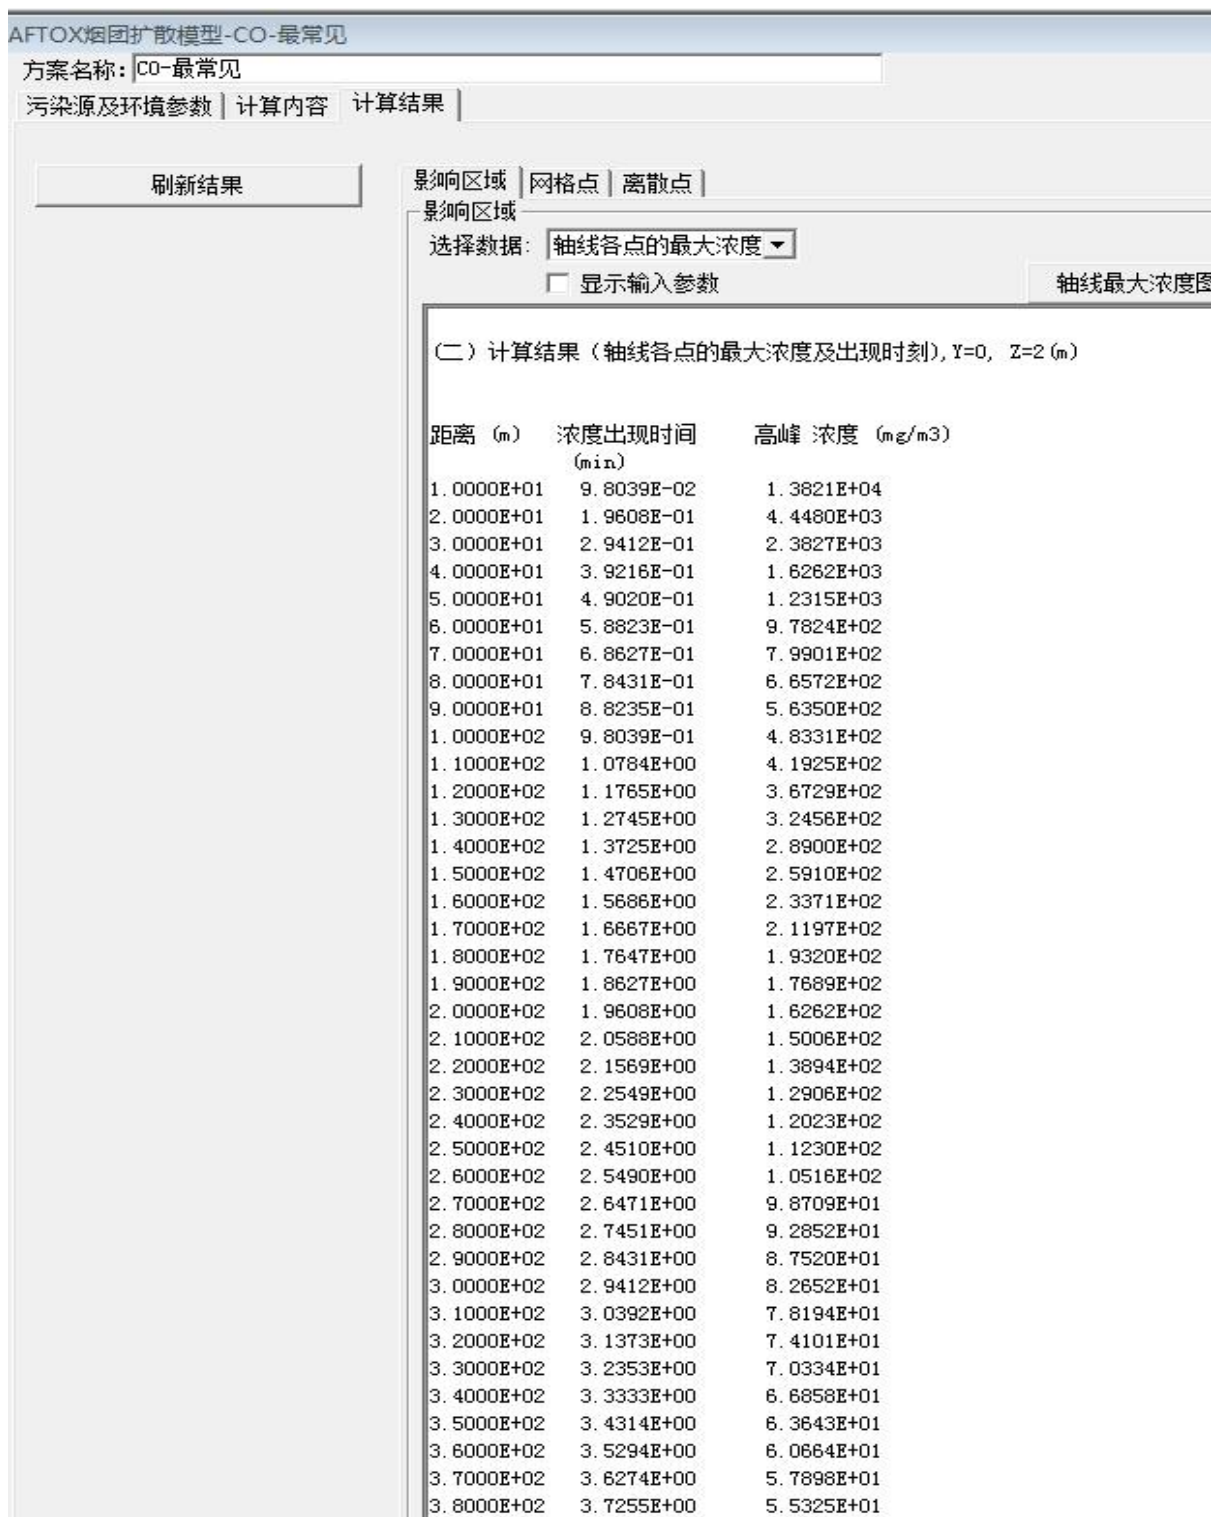 AFTOX烟团扩散模型-CO-最常见
方案名称: CO-最常见
污染源及环境参数 计算内容 计算结果
刷新结果
影响区域 网格点 离散点
影响区域
选择数据: 轴线各点的最大浓度
显示输入参数
轴线最大浓度图
(二) 计算结果 (轴线各点的最大浓度及出现时刻), Y=0, Z=2(m)
距离 (m) 浓度出现时间 高峰 浓度 (mg/m3)
(min)
1.0000E+01 9.8039E-02 1.3821E+04
2.0000E+01 1.9608E-01 4.4480E+03
3.0000E+01 2.9412E-01 2.3827E+03
4.0000E+01 3.9216E-01 1.6262E+03
5.0000E+01 4.9020E-01 1.2315E+03
6.0000E+01 5.8823E-01 9.7824E+02
7.0000E+01 6.8627E-01 7.9901E+02
8.0000E+01 7.8431E-01 6.6572E+02
9.0000E+01 8.8235E-01 5.6350E+02
1.0000E+02 9.8039E-01 4.8331E+02
1.1000E+02 1.0784E+00 4.1925E+02
1.2000E+02 1.1765E+00 3.6729E+02
1.3000E+02 1.2745E+00 3.2456E+02
1.4000E+02 1.3725E+00 2.8900E+02
1.5000E+02 1.4706E+00 2.5910E+02
1.6000E+02 1.5686E+00 2.3371E+02
1.7000E+02 1.6667E+00 2.1197E+02
1.8000E+02 1.7647E+00 1.9320E+02
1.9000E+02 1.8627E+00 1.7689E+02
2.0000E+02 1.9608E+00 1.6262E+02
2.1000E+02 2.0588E+00 1.5006E+02
2.2000E+02 2.1569E+00 1.3894E+02
2.3000E+02 2.2549E+00 1.2906E+02
2.4000E+02 2.3529E+00 1.2023E+02
2.5000E+02 2.4510E+00 1.1230E+02
2.6000E+02 2.5490E+00 1.0516E+02
2.7000E+02 2.6471E+00 9.8709E+01
2.8000E+02 2.7451E+00 9.2852E+01
2.9000E+02 2.8431E+00 8.7520E+01
3.0000E+02 2.9412E+00 8.2652E+01
3.1000E+02 3.0392E+00 7.8194E+01
3.2000E+02 3.1373E+00 7.4101E+01
3.3000E+02 3.2353E+00 7.0334E+01
3.4000E+02 3.3333E+00 6.6858E+01
3.5000E+02 3.4314E+00 6.3643E+01
3.6000E+02 3.5294E+00 6.0664E+01
3.7000E+02 3.6274E+00 5.7898E+01
3.8000E+02 3.7255E+00 5.5325E+01